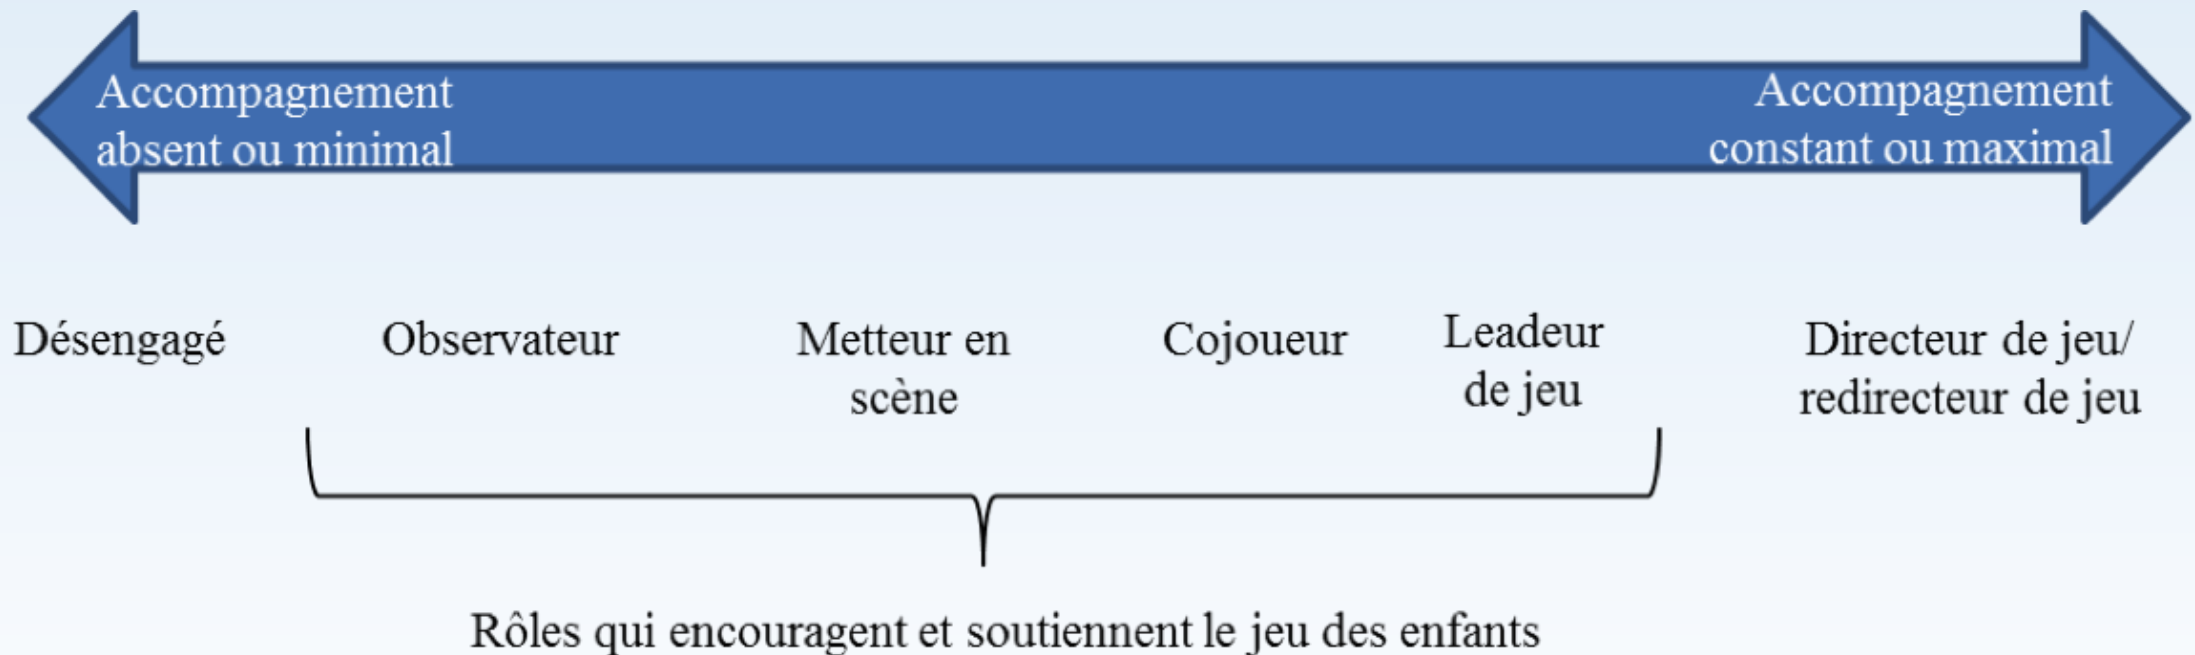 Accompagnement
absent ou minimal
Accompagnement
constant ou maximal
Désengagé
Observateur
Metteur en
scène
Cojoueur
Leadeur
de jeu
Directeur de jeu/
redirecteur de jeu
Rôles qui encouragent et soutiennent le jeu des enfants